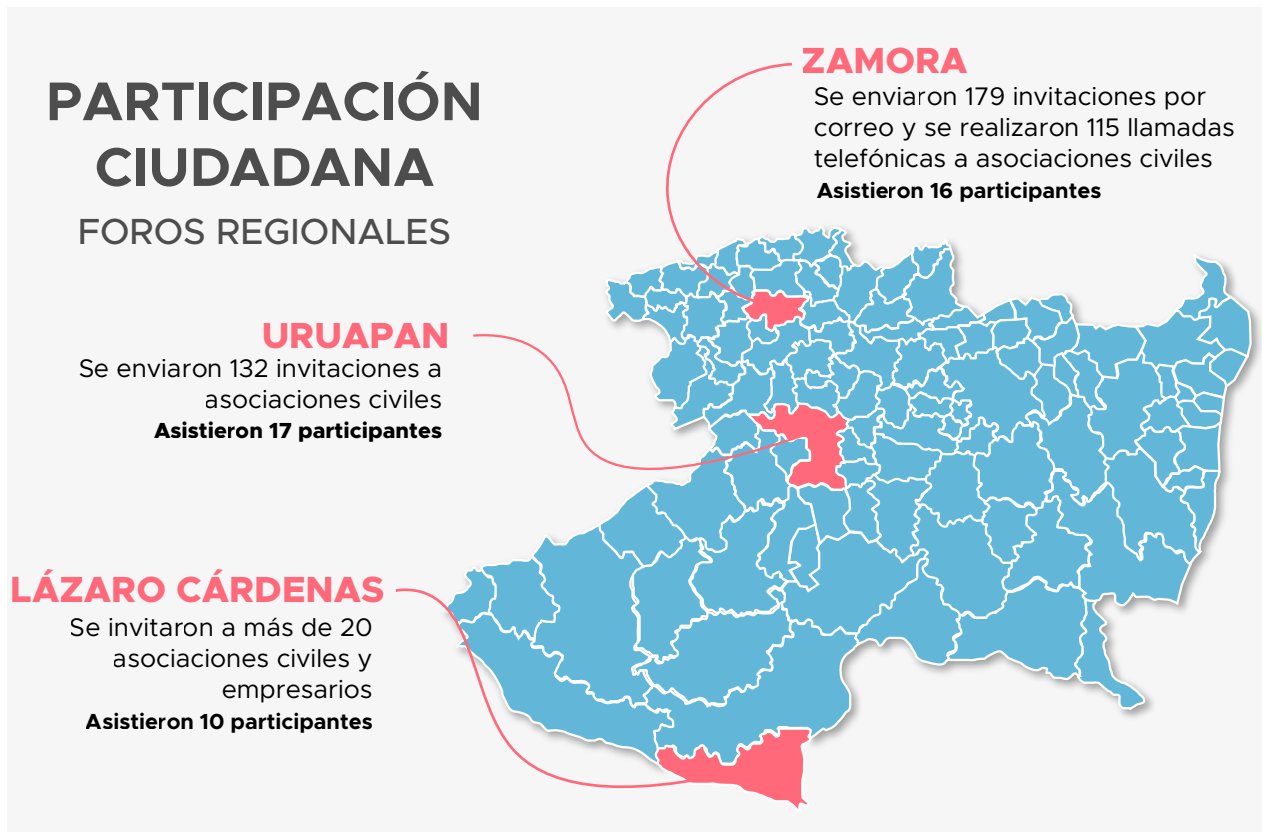 PARTICIPACIÓN
CIUDADANA
FOROS REGIONALES
ZAMORA
Se enviaron 179 invitaciones por
correo y se realizaron 115 llamadas
telefónicas a asociaciones civiles
Asistieron 16 participantes
URUAPAN
Se enviaron 132 invitaciones a
asociaciones civiles
Asistieron 17 participantes
LÁZARO CÁRDENAS
Se invitaron a más de 20
asociaciones civiles y
empresarios
Asistieron 10 participantes